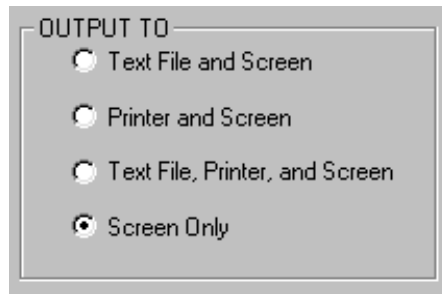 OUTPUT TO
Text File and Screen
Printer and Screen
Text File, Printer, and Screen
Screen Only